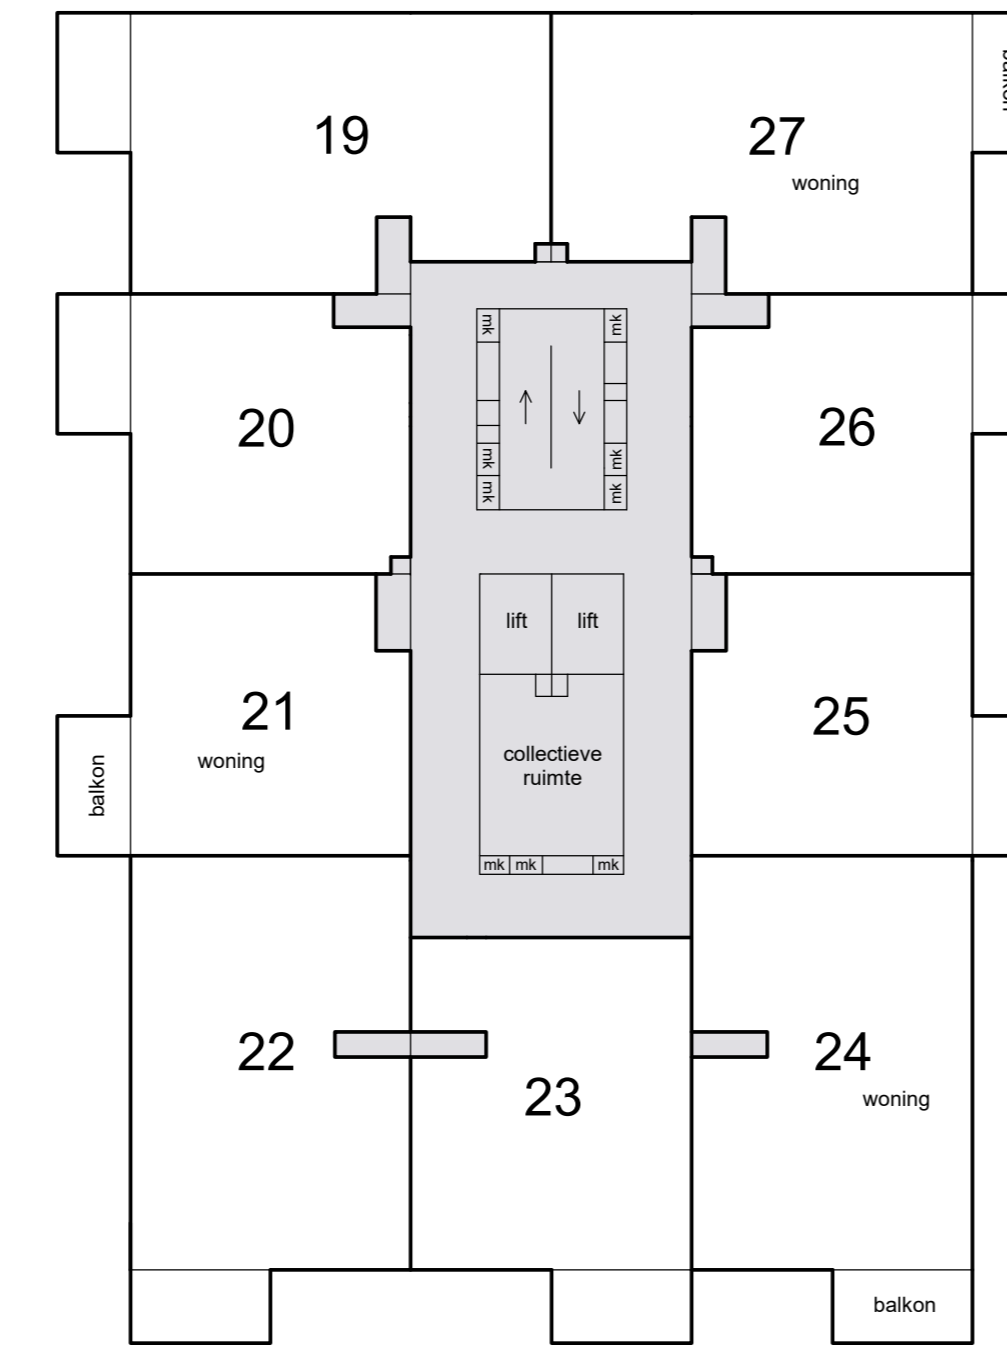 19
27
woning
mk
mk
20
26
mk
mk
mk
mk
lift
lift
21
woning
25
collectieve
ruimte
balkon
mk
mk
mk
22
24
woning
23
balkon